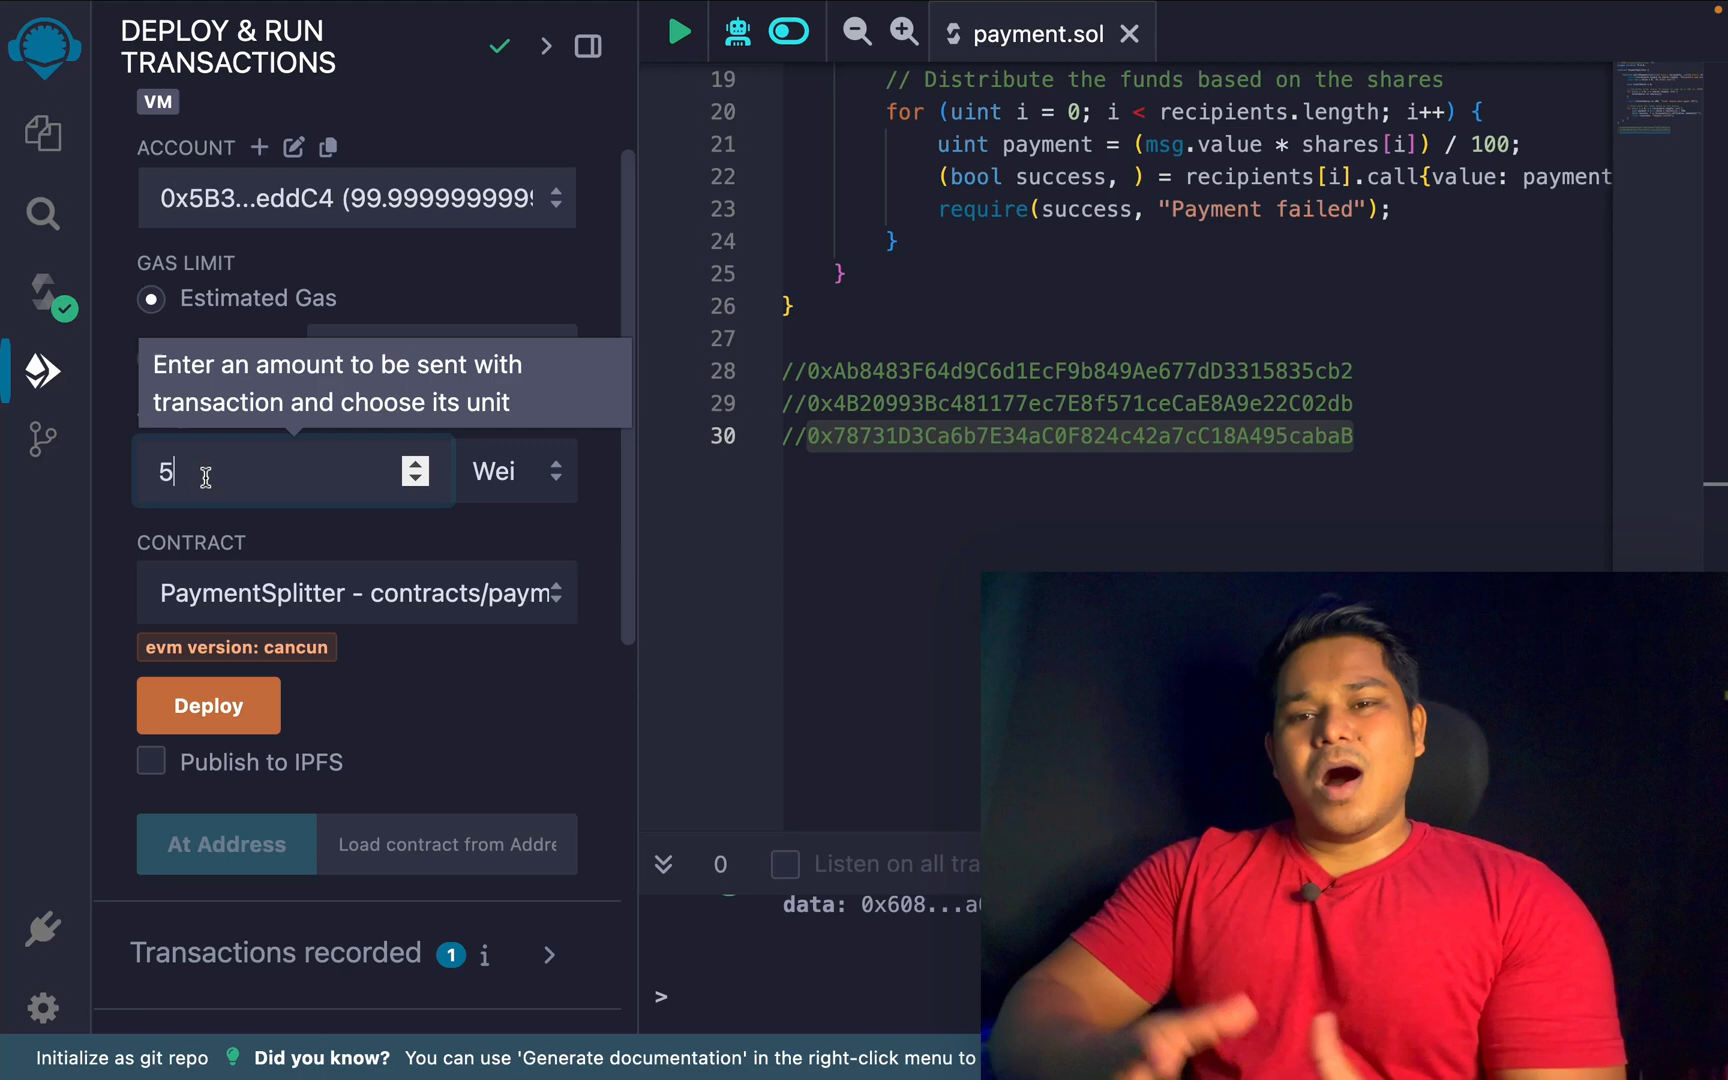 DEPLOY & RUN
TRANSACTIONS
VM
ACCOUNT
0x5B3...eddC4 (99.9999999999
GAS LIMIT
Estimated Gas
Enter an amount to be sent with
transaction and choose its unit
5
Wei
CONTRACT
PaymentSplitter - contracts/paym
evm version: cancun
Deploy
Publish to IPFS
At Address
Load contract from Addre
Transactions recorded 1 i
payment.sol
19 // Distribute the funds based on the shares
20 for (uint i = 0; i < recipients.length; i++) {
21 uint payment = (msg.value * shares[i]) / 100;
22 (bool success, ) = recipients[i].call{value: payment
23 require(success, "Payment failed");
24 }
25 }
26 }
27
28 //0xAb8483F64d9C6d1EcF9b849Ae677dD3315835cb2
29 //0x4B20993Bc481177ec7E8f571ceCaE8A9e22C02db
30 //0x78731D3Ca6b7E34aC0F824c42a7cC18A495cabaB
0
Listen on all tra
data: 0x608...a
>
Initialize as git repo
Did you know? You can use 'Generate documentation' in the right-click menu to